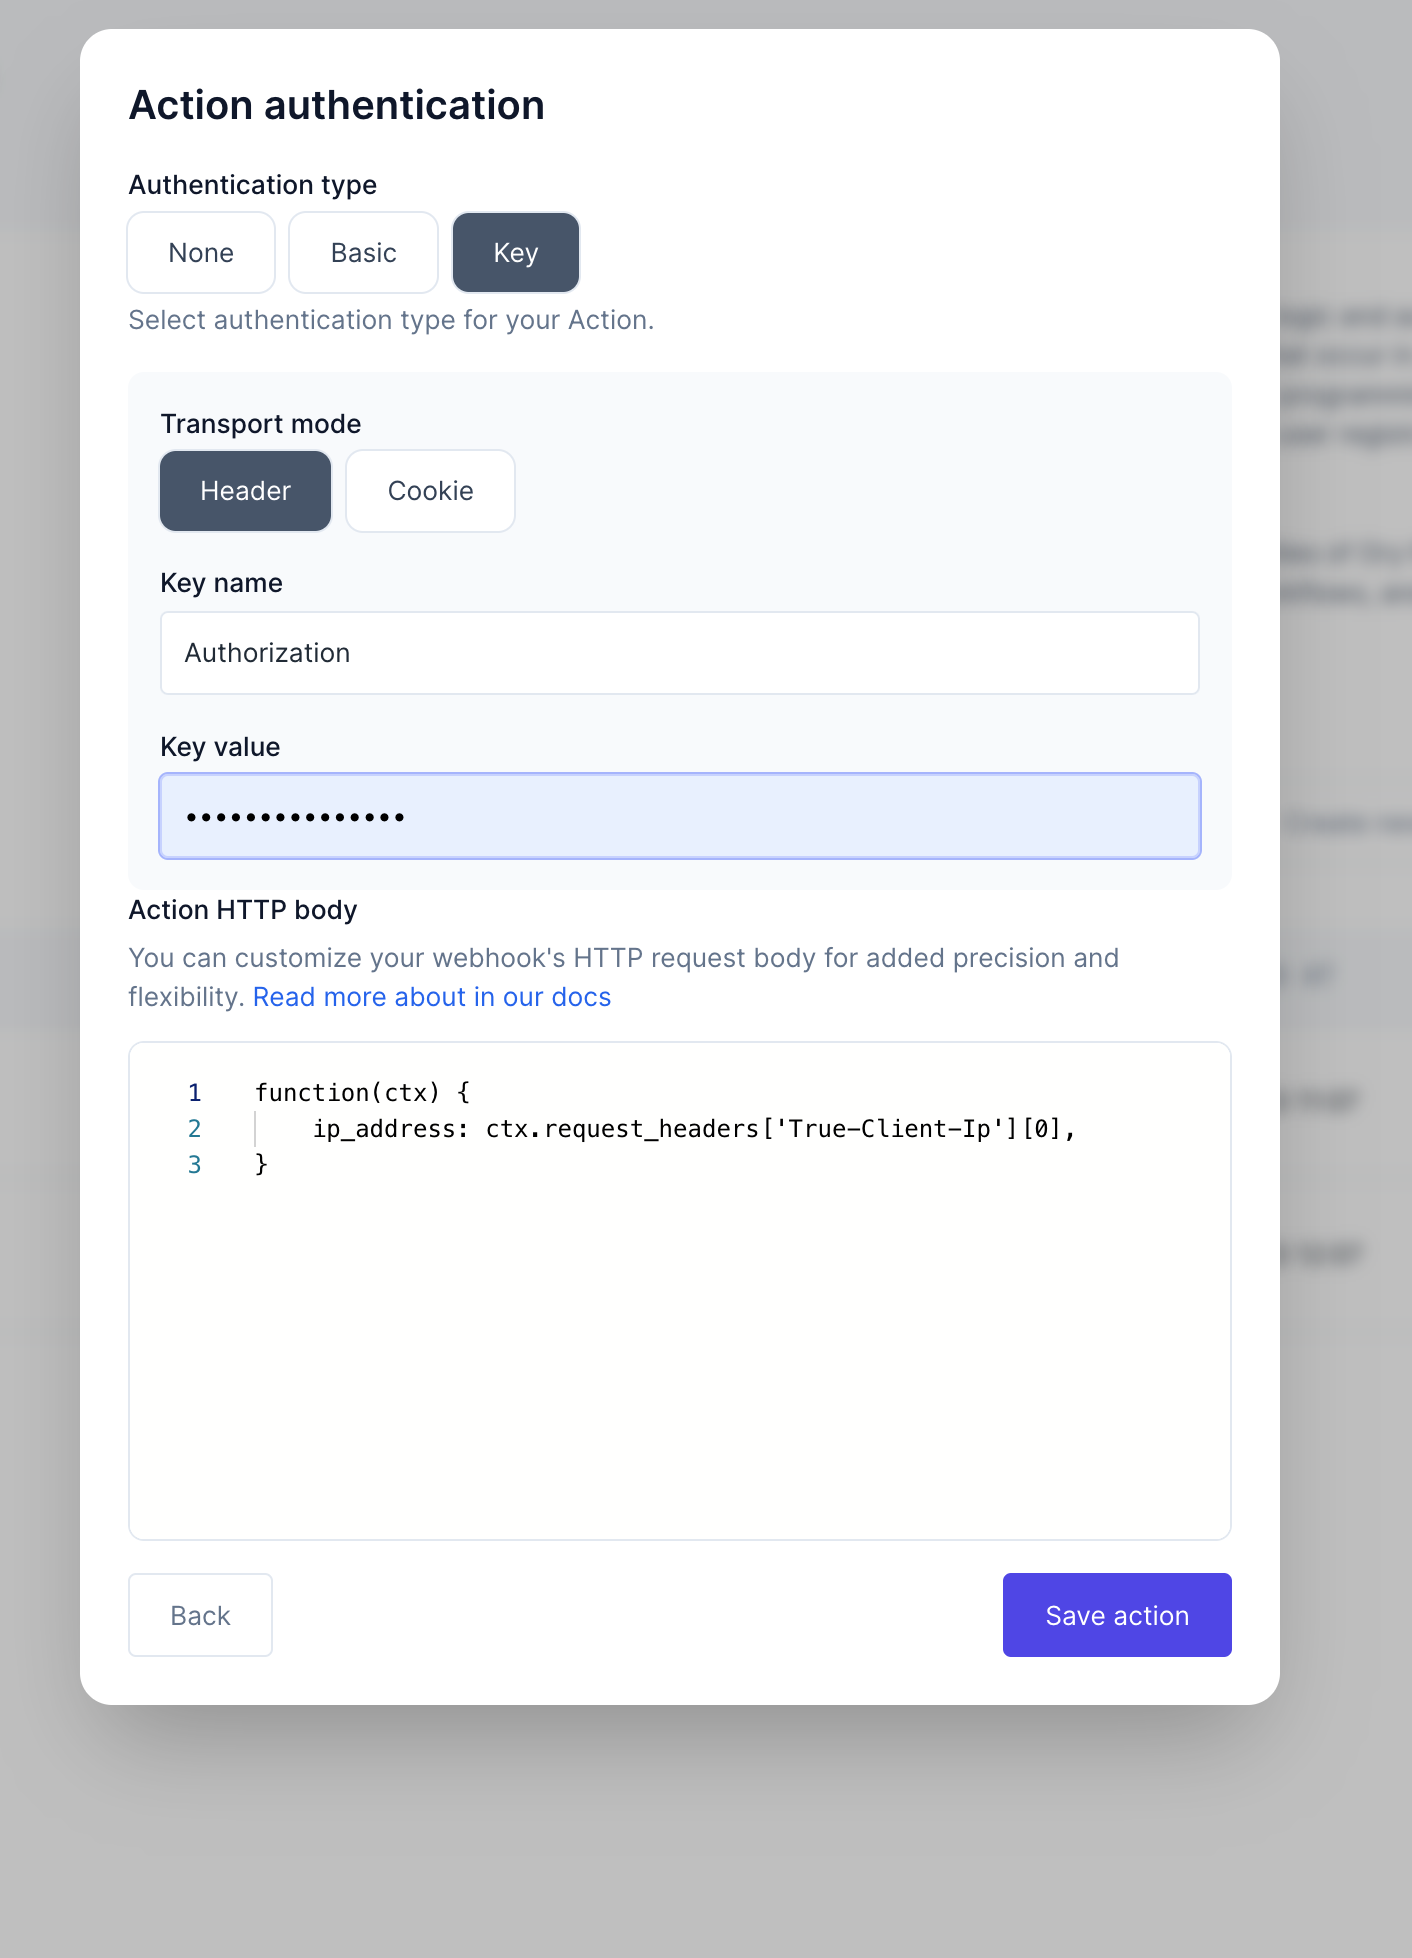 Action authentication
Authentication type
None Basic Key
Select authentication type for your Action.
Transport mode
Header Cookie
Key name
Authorization
Key value
•••••••••••••••
Action HTTP body
You can customize your webhook's HTTP request body for added precision and
flexibility. Read more about in our docs
1 function(ctx) {
2     ip_address: ctx.request_headers['True-Client-Ip'][0],
3 }
Back Save action